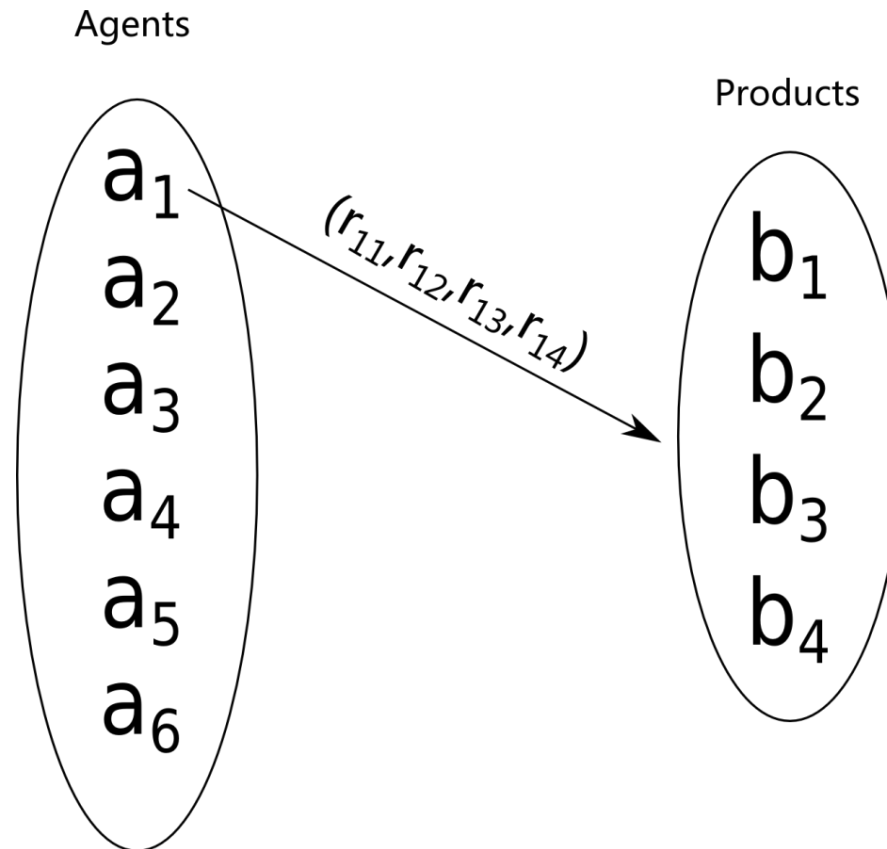 Agents
Products
a₁
a₂
a₃
a₄
a₅
a₆
(r₁₁,r₁₂,r₁₃,r₁₄)
b₁
b₂
b₃
b₄